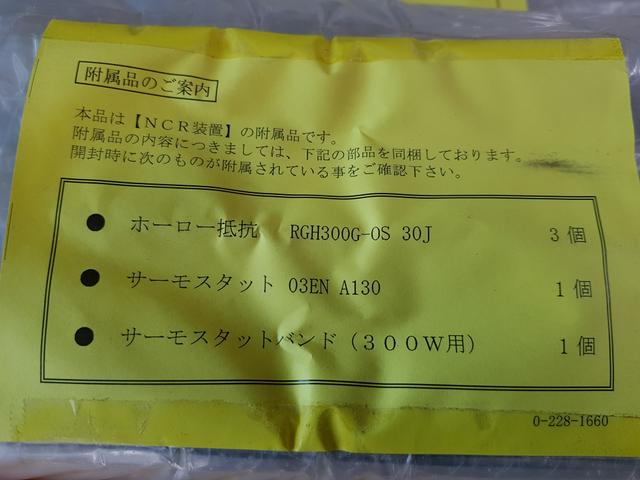 附属品のご案内
本品は【NCR装置】の附属品です。
附属品の内容につきましては、下記の部品を同梱しております。
開封時に次のものが附属されている事をご確認下さい。
● ホーロー抵抗 RGH300G-OS 30J 3個
● サーモスタット 03EN A130 1個
● サーモスタットバンド（300W用） 1個
0-228-1660